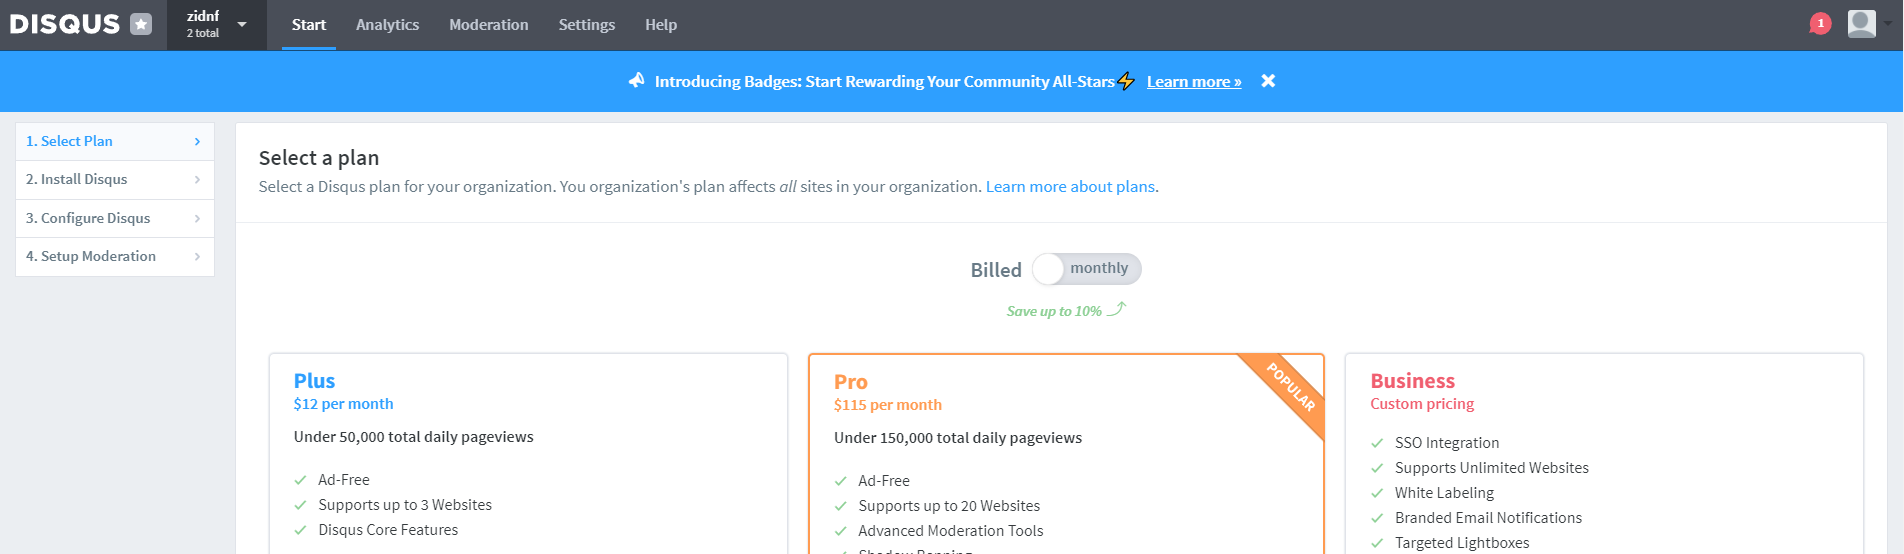 DISQUS
zidnf
2 total
Start
Analytics
Moderation
Settings
Help
1
Introducing Badges: Start Rewarding Your Community All-Stars⚡ Learn more »
1. Select Plan
2. Install Disqus
3. Configure Disqus
4. Setup Moderation
Select a plan
Select a Disqus plan for your organization. You organization's plan affects all sites in your organization. Learn more about plans.
Billed monthly
Save up to 10%
Plus
$12 per month
Under 50,000 total daily pageviews
Ad-Free
Supports up to 3 Websites
Disqus Core Features
POPULAR
Pro
$115 per month
Under 150,000 total daily pageviews
Ad-Free
Supports up to 20 Websites
Advanced Moderation Tools
Shadow Banning
Business
Custom pricing
SSO Integration
Supports Unlimited Websites
White Labeling
Branded Email Notifications
Targeted Lightboxes